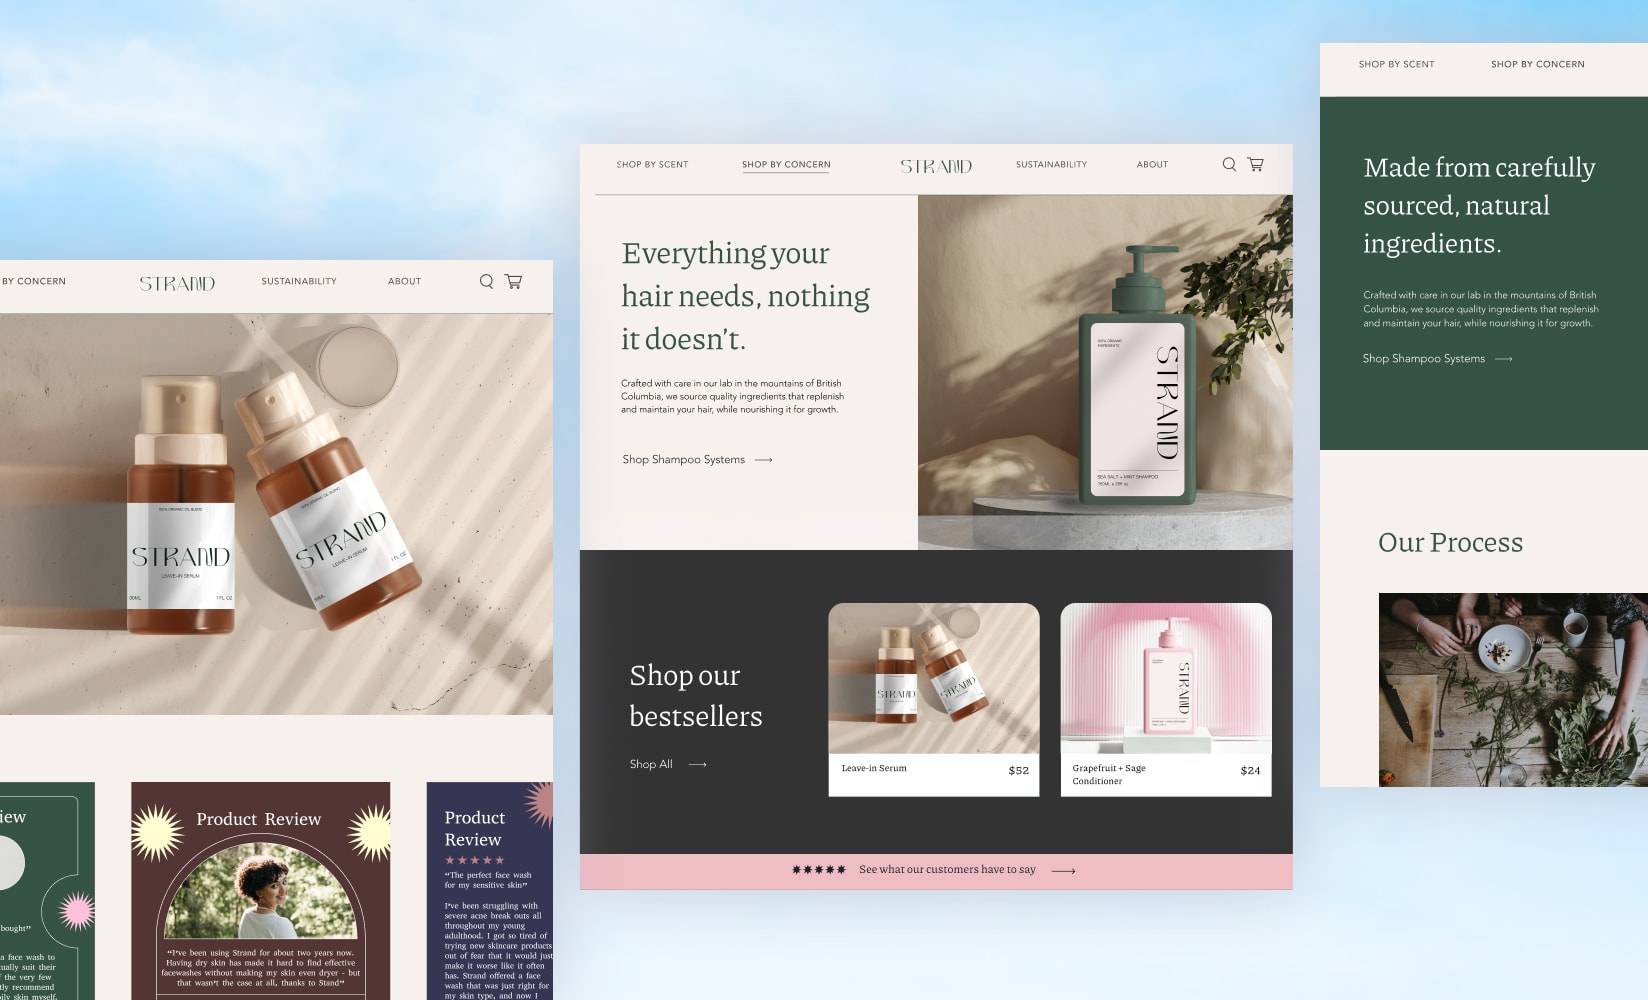 BY CONCERN
STRAND
SUSTAINABILITY
ABOUT
100% ORGANIC OIL BLEND
STRAND
LEAVE-IN SERUM
30ML
1 FL OZ
100% ORGANIC OIL BLEND
STRAND
LEAVE-IN SERUM
30ML
1 FL OZ
iew
bought”
a face wash to
ually suit their
f the very few
tly recommend
oily skin myself.
Product Review
“I’ve been using Strand for about two years now.
Having dry skin has made it hard to find effective
facewashes without making my skin even dryer - but
that wasn’t the case at all, thanks to Stand”
Product
Review
“The perfect face wash
for my sensitive skin”
I’ve been struggling with
severe acne break outs all
throughout my young
adulthood. I got so tired of
trying new skincare products
out of fear that it would just
make it worse like it often
has. Strand offered a face
wash that was just right for
my skin type, and now I
SHOP BY SCENT
SHOP BY CONCERN
STRAND
SUSTAINABILITY
ABOUT
Everything your
hair needs, nothing
it doesn’t.
Crafted with care in our lab in the mountains of British
Columbia, we source quality ingredients that replenish
and maintain your hair, while nourishing it for growth.
Shop Shampoo Systems
100% ORGANIC
INGREDIENTS
STRAND
SEA SALT + MINT SHAMPOO
Shop our
bestsellers
Shop All
STRAND
STRAND
Leave-in Serum
$52
STRAND
Grapefruit + Sage
Conditioner
$24
See what our customers have to say
SHOP BY SCENT
SHOP BY CONCERN
Made from carefully
sourced, natural
ingredients.
Crafted with care in our lab in the mountains of British
Columbia, we source quality ingredients that replenish
and maintain your hair, while nourishing it for growth.
Shop Shampoo Systems
Our Process